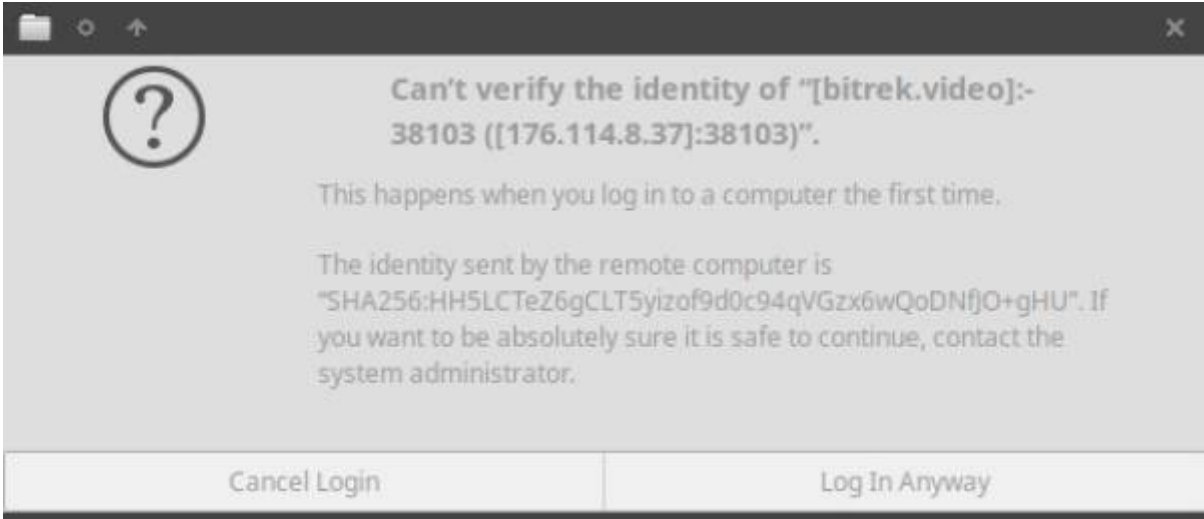 Can't verify the identity of “[bitrek.video]:-
38103 ([176.114.8.37]:38103)”.
This happens when you log in to a computer the first time.
The identity sent by the remote computer is
“SHA256:HH5LCTeZ6gCLT5yizof9d0c94qVGzx6wQoDNfJO+gHU”. If
you want to be absolutely sure it is safe to continue, contact the
system administrator.
Cancel Login
Log In Anyway